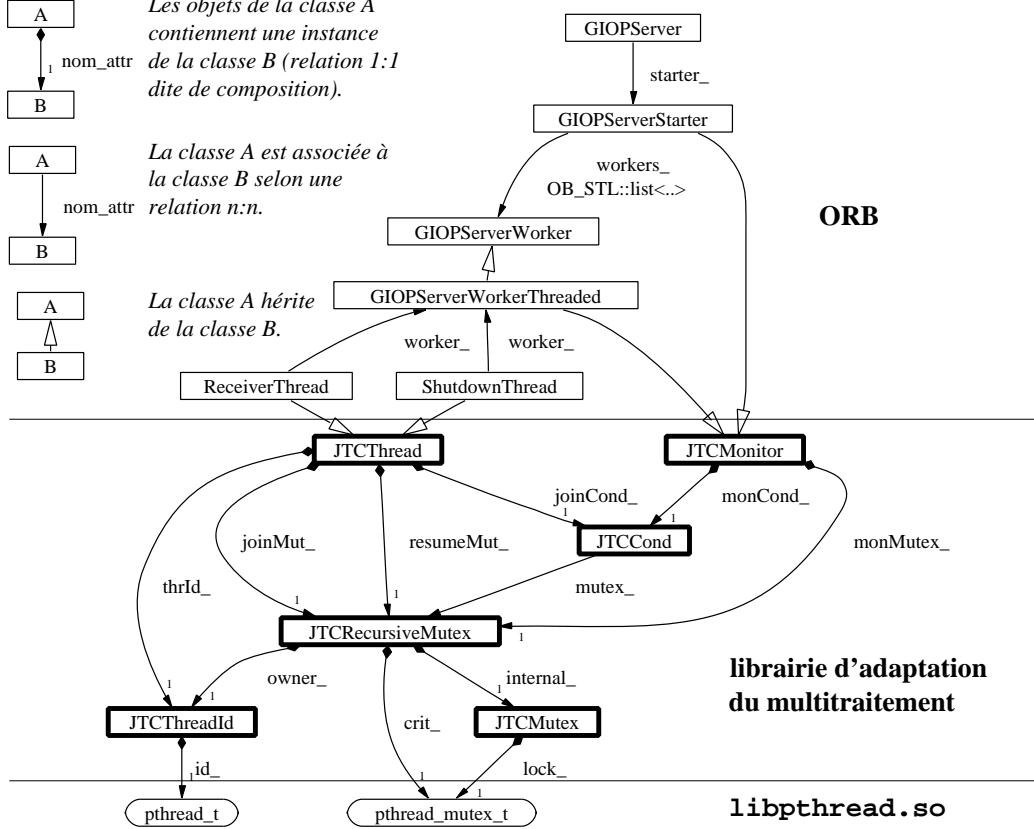 A
Les objets de la classe A
contiennent une instance
de la classe B (relation 1:1
dite de composition).
1 nom_attr
B
A
La classe A est associée à
la classe B selon une
relation n:n.
nom_attr
B
A
La classe A hérite
de la classe B.
B
GIOPServer
starter_
GIOPServerStarter
workers_
OB_STL::list<..>
ORB
GIOPServerWorker
GIOPServerWorkerThreaded
worker_ worker_
ReceiverThread
ShutdownThread
JTCThread
JTCMonitor
joinCond_
monCond_
1
1
JTCCond
joinMut_
resumeMut_
monMutex_
thrId_
mutex_
1
1
JTCRecursiveMutex
1
owner_
internal_
librairie d'adaptation
du multitraitement
1
1
1
JTCThreadId
crit_
JTCMutex
1 id_
lock_
1
1
pthread_t
pthread_mutex_t
libpthread.so